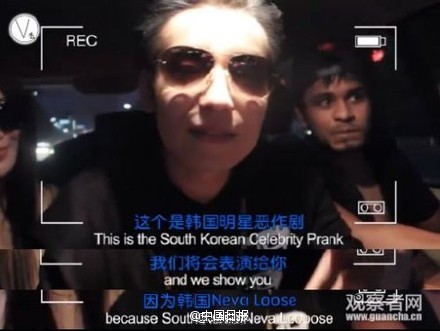 V
REC
这个是韩国明星恶作剧
This is the South Korean Celebrity Prank
我们将会表演给你
and we show you
因为韩国Neva Loose
because South
@中国日报
观察者网
www.guancha.cn